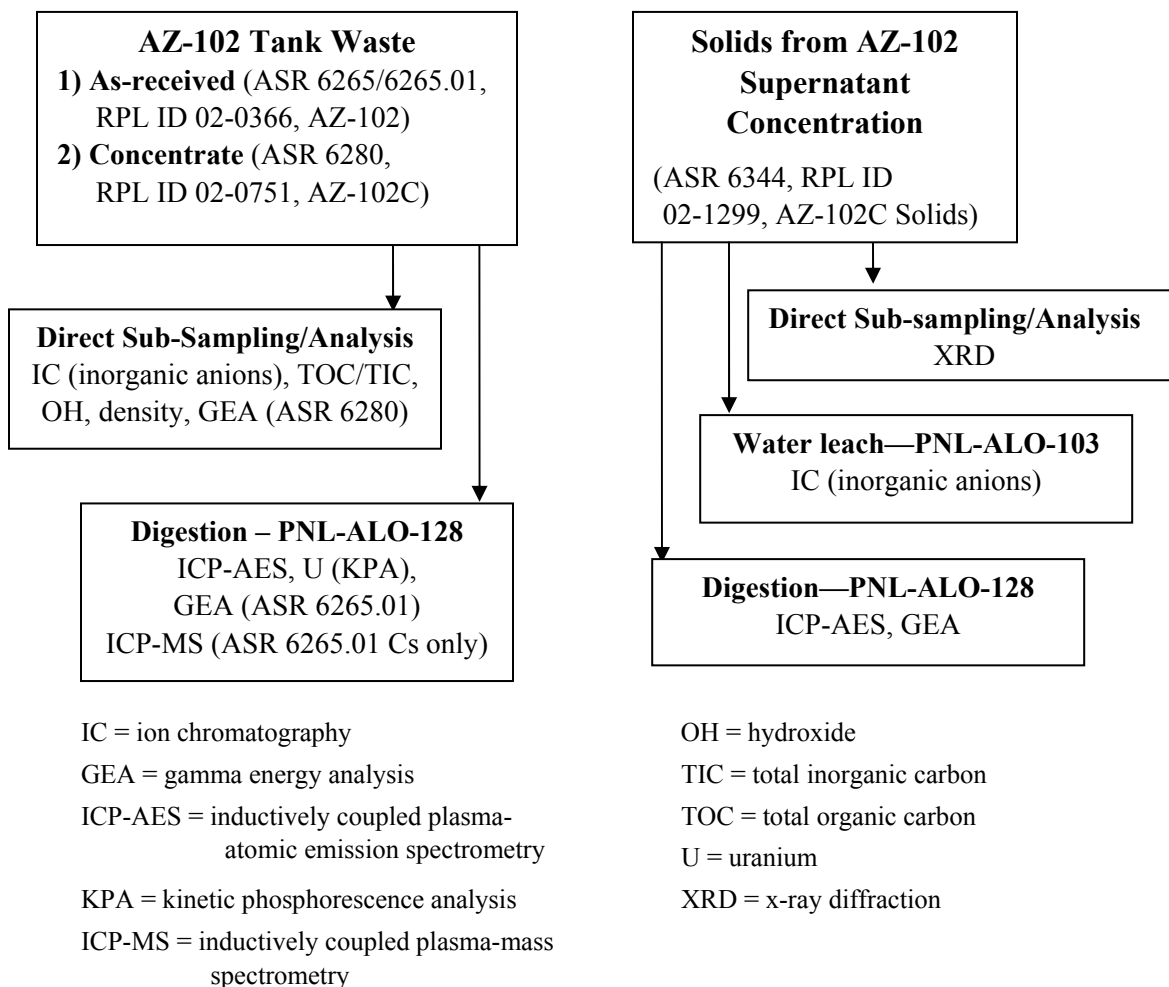 AZ-102 Tank Waste
1) As-received (ASR 6265/6265.01,
RPL ID 02-0366, AZ-102)
2) Concentrate (ASR 6280,
RPL ID 02-0751, AZ-102C)
Solids from AZ-102
Supernatant
Concentration
(ASR 6344, RPL ID
02-1299, AZ-102C Solids)
Direct Sub-Sampling/Analysis
IC (inorganic anions), TOC/TIC,
OH, density, GEA (ASR 6280)
Direct Sub-sampling/Analysis
XRD
Water leach—PNL-ALO-103
IC (inorganic anions)
Digestion – PNL-ALO-128
ICP-AES, U (KPA),
GEA (ASR 6265.01)
ICP-MS (ASR 6265.01 Cs only)
Digestion—PNL-ALO-128
ICP-AES, GEA
IC = ion chromatography
GEA = gamma energy analysis
ICP-AES = inductively coupled plasma-
atomic emission spectrometry
KPA = kinetic phosphorescence analysis
ICP-MS = inductively coupled plasma-mass
spectrometry
OH = hydroxide
TIC = total inorganic carbon
TOC = total organic carbon
U = uranium
XRD = x-ray diffraction